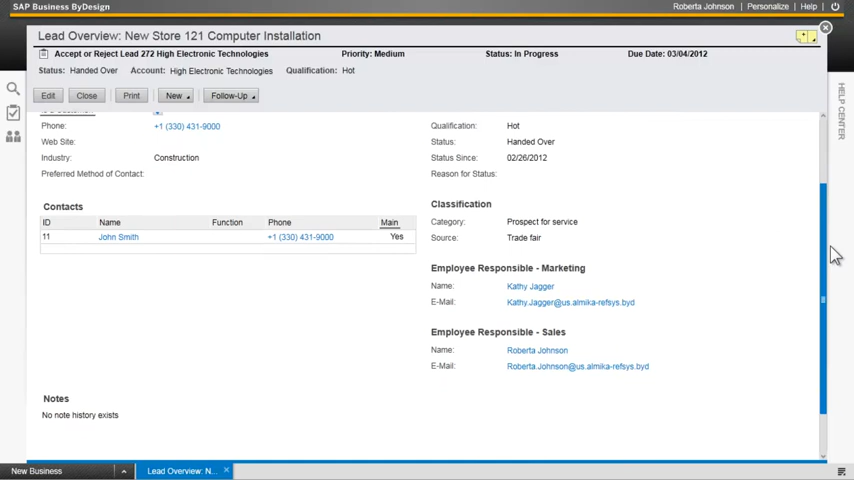 SAP Business ByDesign
Roberta Johnson Personalize Help
Lead Overview: New Store 121 Computer Installation
Accept or Reject Lead 272 High Electronic Technologies Priority: Medium Status: In Progress Due Date: 03/04/2012
Status: Handed Over Account: High Electronic Technologies Qualification: Hot
Edit Close Print New Follow-Up
HELP CENTER
Phone: +1 (330) 431-9000 Qualification: Hot
Web Site: Status: Handed Over
Industry: Construction Status Since: 02/26/2012
Preferred Method of Contact: Reason for Status:
Contacts Classification
ID Name Function Phone Main Category: Prospect for service
11 John Smith +1 (330) 431-9000 Yes Source: Trade fair
Employee Responsible - Marketing
Name: Kathy Jagger
E-Mail: Kathy.Jagger@us.almika-refsys.byd
Employee Responsible - Sales
Name: Roberta Johnson
E-Mail: Roberta.Johnson@us.almika-refsys.byd
Notes
No note history exists
New Business Lead Overview: N...